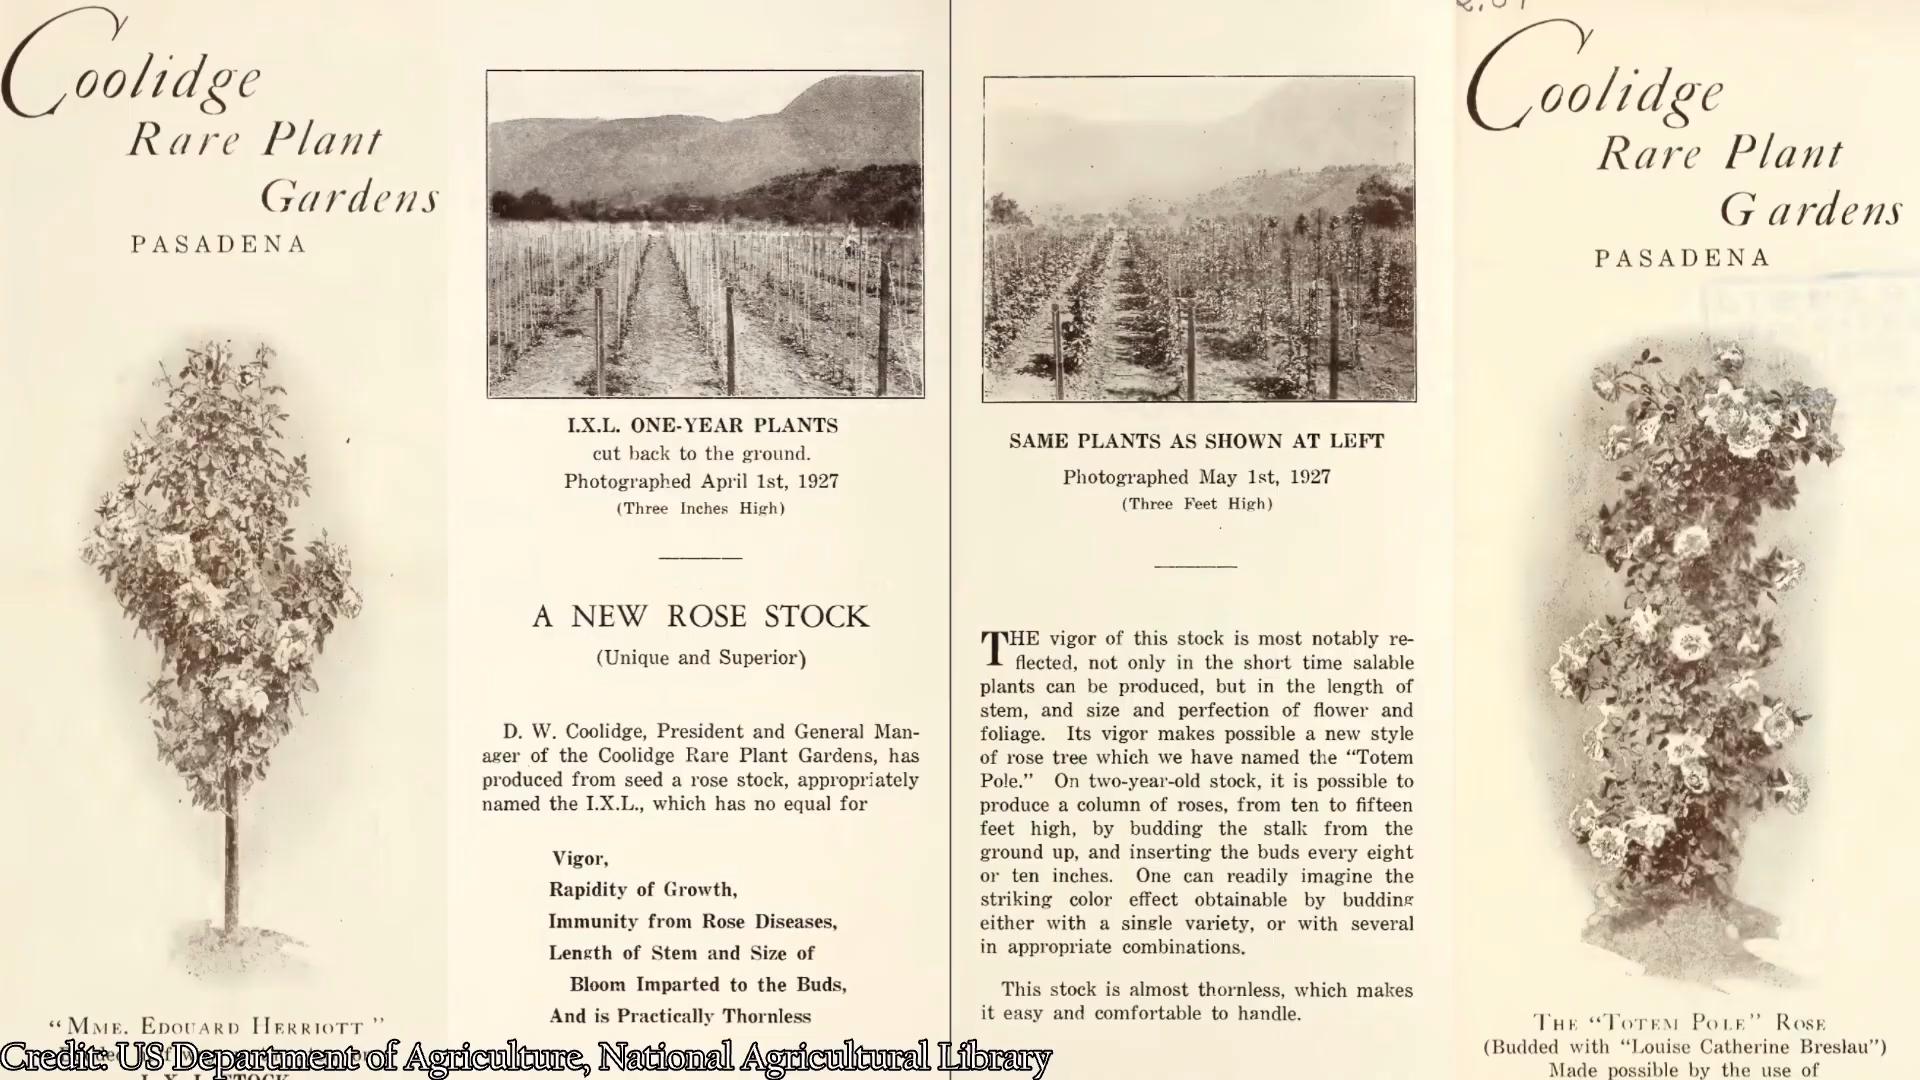 Coolidge
Rare Plant
Gardens
PASADENA
"MME. EDOUARD HERRIOTT"
I.X.L. ONE-YEAR PLANTS
cut back to the ground.
Photographed April 1st, 1927
(Three Inches High)
A NEW ROSE STOCK
(Unique and Superior)
D. W. Coolidge, President and General Man-
ager of the Coolidge Rare Plant Gardens, has
produced from seed a rose stock, appropriately
named the I.X.L., which has no equal for
Vigor,
Rapidity of Growth,
Immunity from Rose Diseases,
Length of Stem and Size of
Bloom Imparted to the Buds,
And is Practically Thornless
SAME PLANTS AS SHOWN AT LEFT
Photographed May 1st, 1927
(Three Feet High)
THE vigor of this stock is most notably re-
flected, not only in the short time salable
plants can be produced, but in the length of
stem, and size and perfection of flower and
foliage. Its vigor makes possible a new style
of rose tree which we have named the "Totem
Pole." On two-year-old stock, it is possible to
produce a column of roses, from ten to fifteen
feet high, by budding the stalk from the
ground up, and inserting the buds every eight
or ten inches. One can readily imagine the
striking color effect obtainable by budding
either with a single variety, or with several
in appropriate combinations.
This stock is almost thornless, which makes
it easy and comfortable to handle.
Coolidge
Rare Plant
Gardens
PASADENA
THE "TOTEM POLE" ROSE
(Budded with "Louise Catherine Breslau")
Made possible by the use of
Credit: US Department of Agriculture, National Agricultural Library